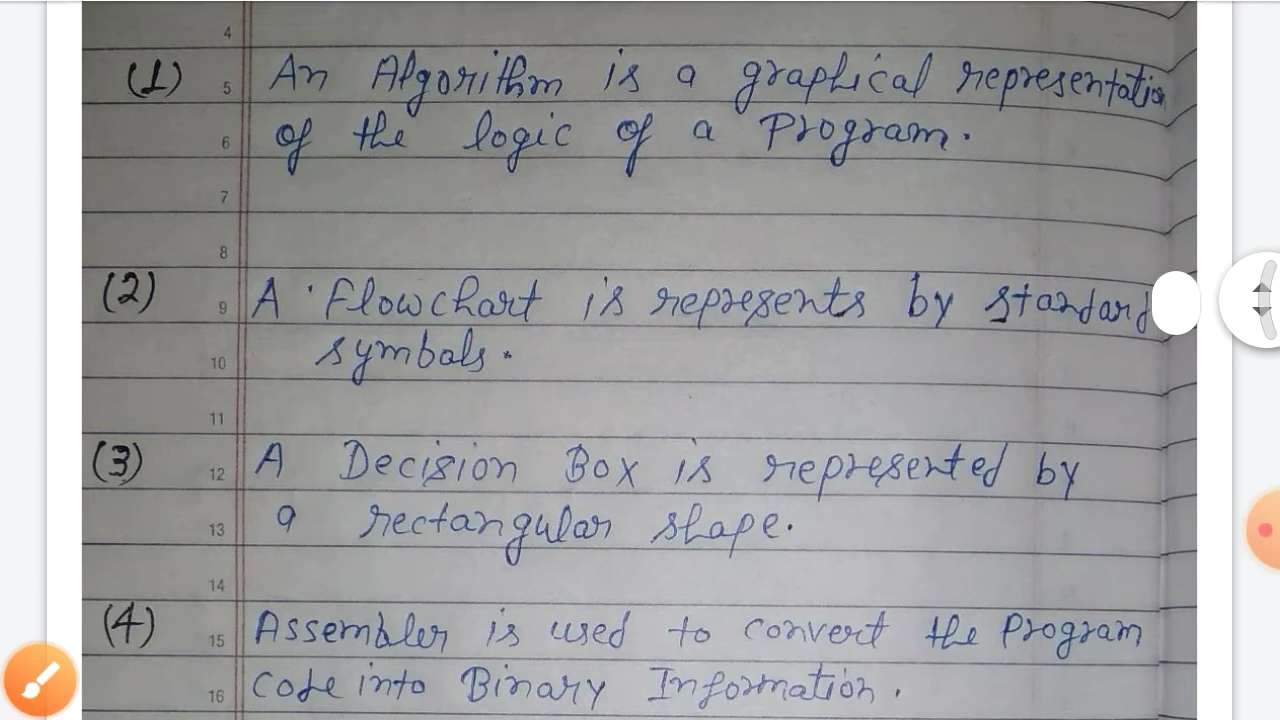 4
(1) 5 An Algorithm is a graphical representation
6 of the logic of a Program.
7
8
(2) 9 A Flowchart is represents by standard
10 symbols.
11
(3) 12 A Decision Box is represented by
13 a rectangular shape.
14
(4) 15 Assembler is used to convert the Program
16 Code into Binary Information.